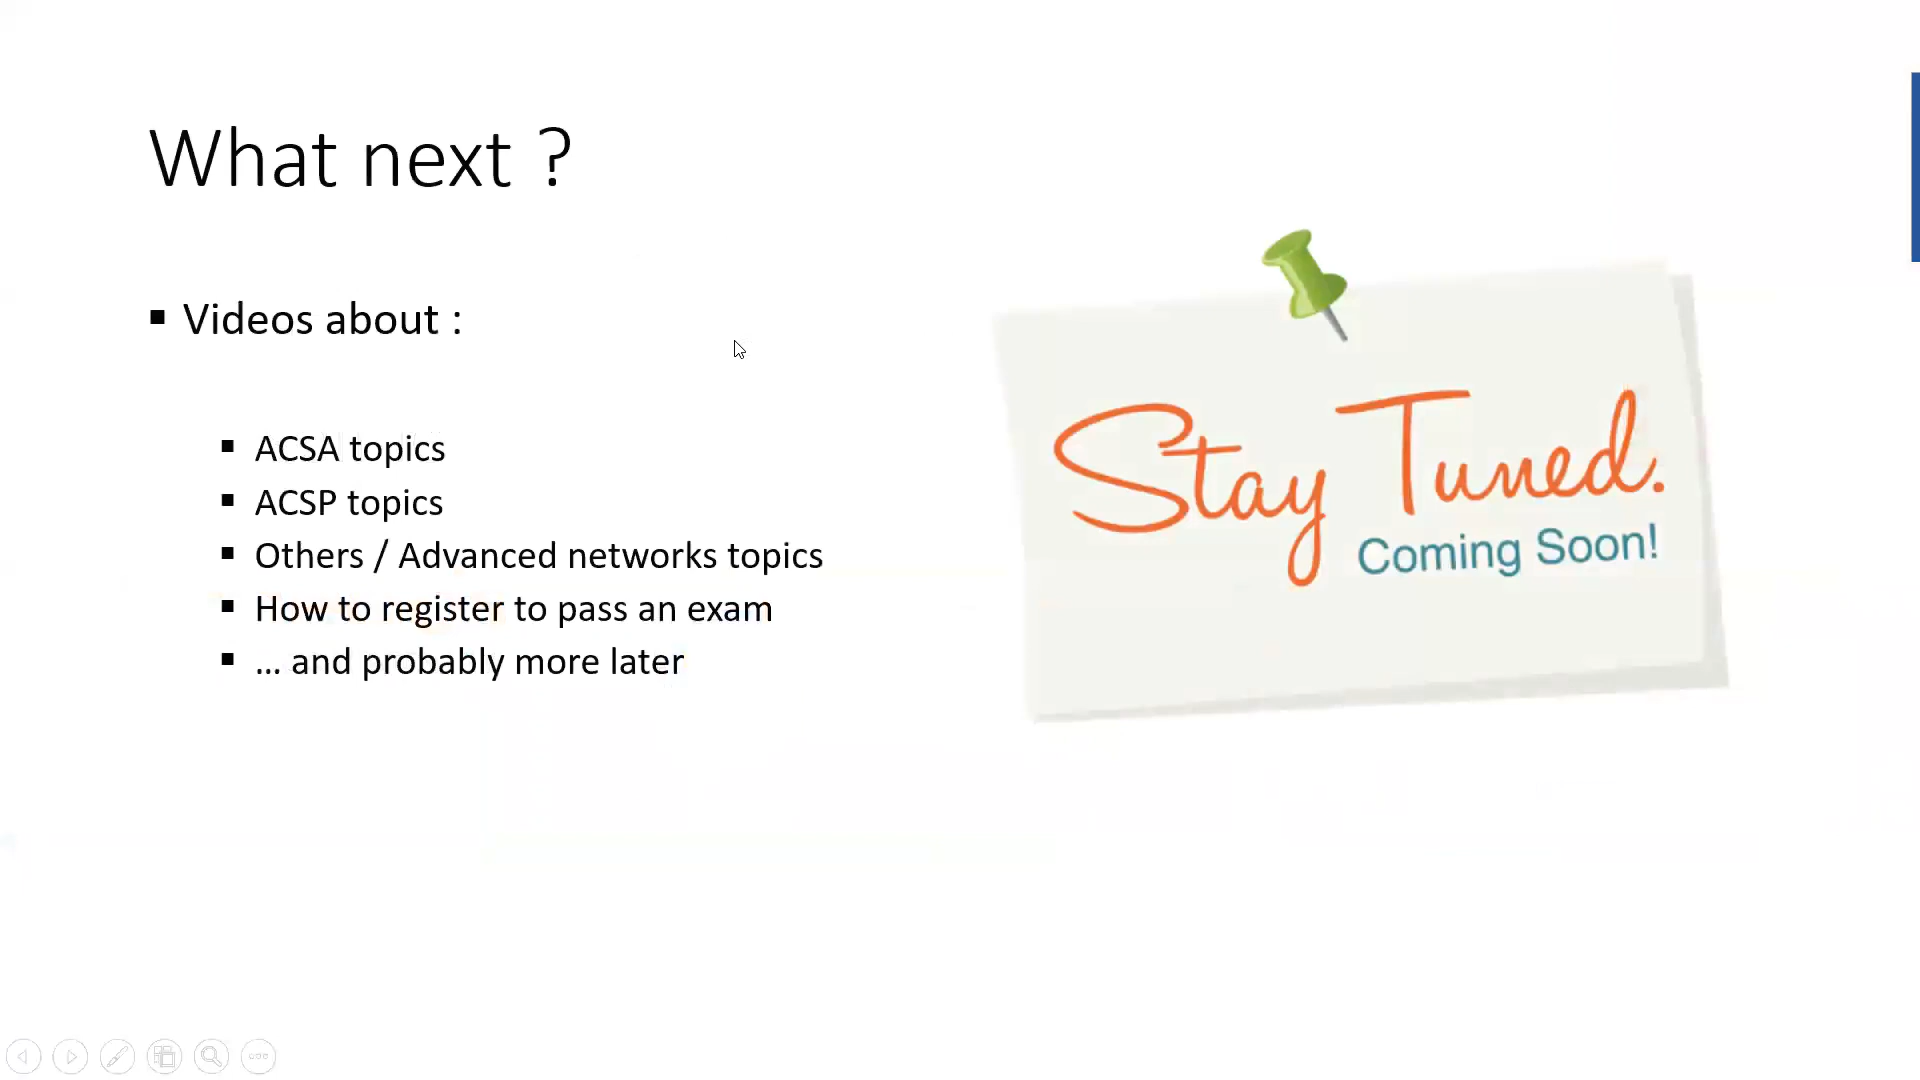 What next ?
Videos about :
ACSA topics
ACSP topics
Others / Advanced networks topics
How to register to pass an exam
... and probably more later
Stay Tuned.
Coming Soon!